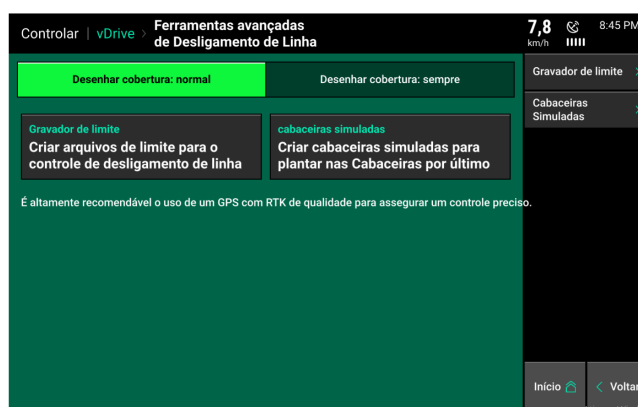 Controlar | vDrive > Ferramentas avançadas
de Desligamento de Linha
7,8
km/h
8:45 PM
Desenhar cobertura: normal
Desenhar cobertura: sempre
Gravador de limite
Cabaceiras
Simuladas
Gravador de limite
Criar arquivos de limite para o
controle de desligamento de linha
cabaceiras simuladas
Criar cabaceiras simuladas para
plantar nas Cabaceiras por último
É altamente recomendável o uso de um GPS com RTK de qualidade para assegurar um controle preciso.
Início
Voltar